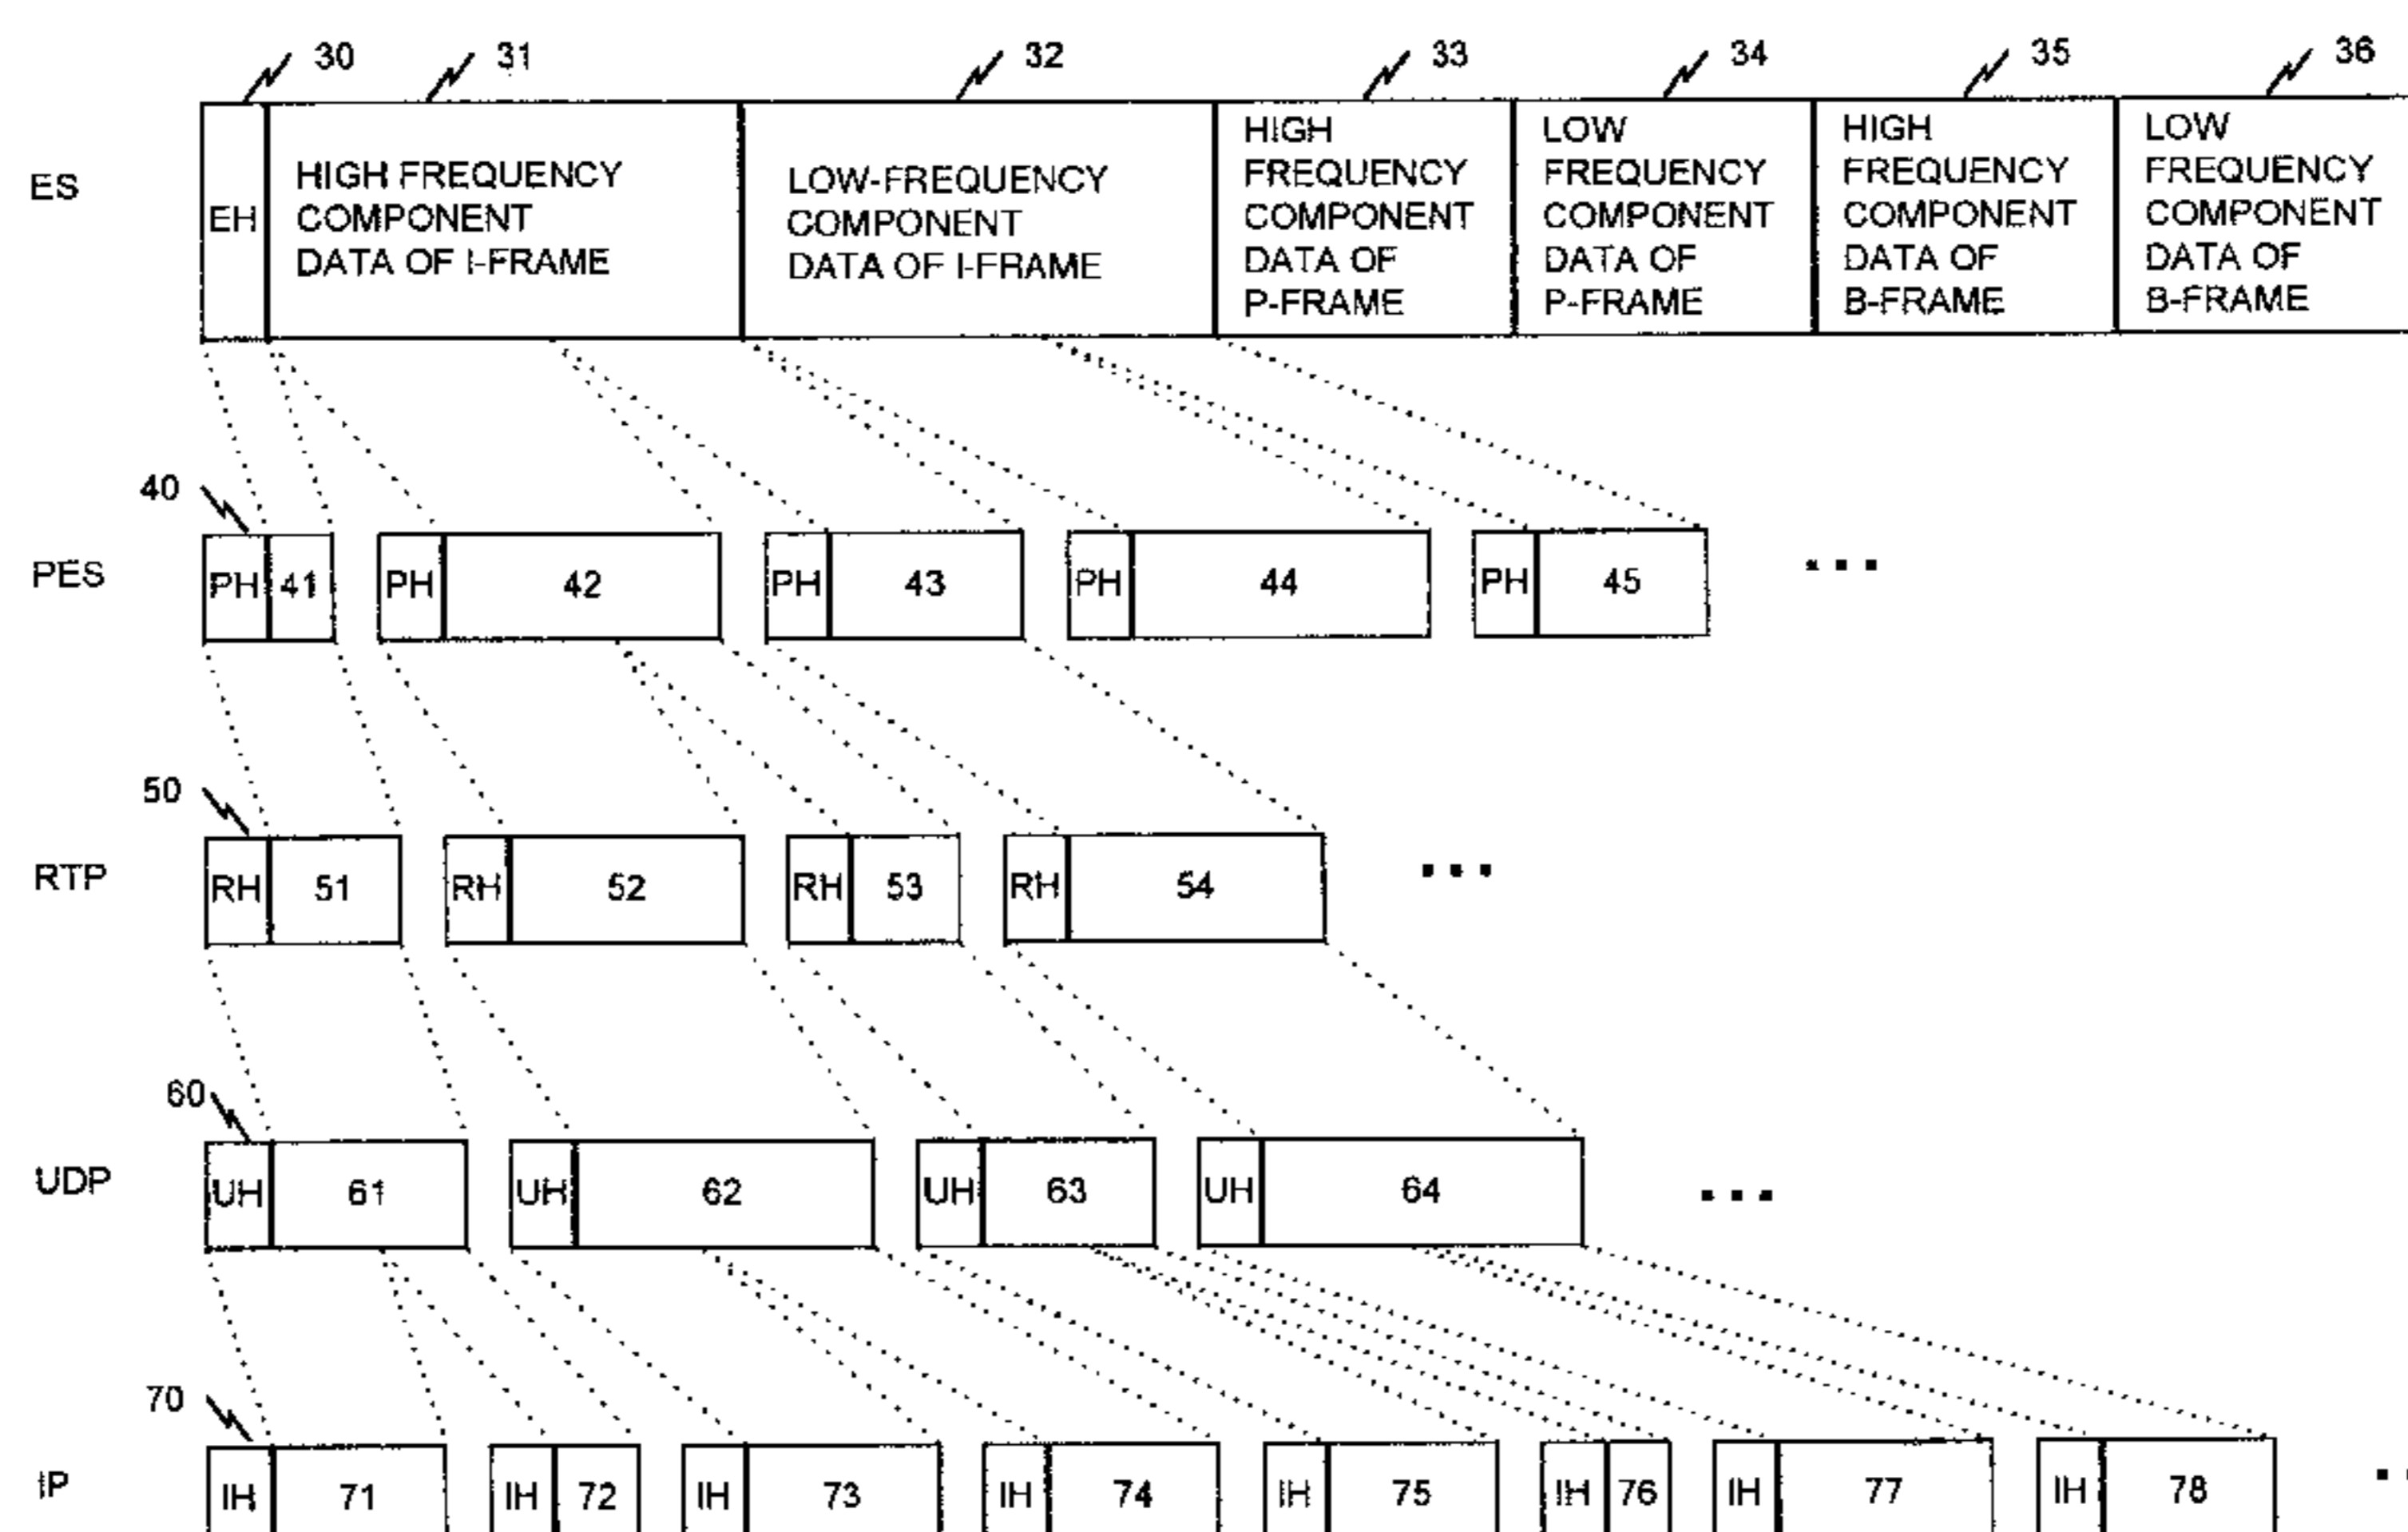 30 31 32 33 34 35 36
ES
EH
HIGH FREQUENCY
COMPONENT
DATA OF I-FRAME
LOW-FREQUENCY
COMPONENT
DATA OF I-FRAME
HIGH
FREQUENCY
COMPONENT
DATA OF
P-FRAME
LOW
FREQUENCY
COMPONENT
DATA OF
P-FRAME
HIGH
FREQUENCY
COMPONENT
DATA OF
B-FRAME
LOW
FREQUENCY
COMPONENT
DATA OF
B-FRAME
40
PES PH 41 PH 42 PH 43 PH 44 PH 45 ...
50
RTP RH 51 RH 52 RH 53 RH 54 ...
60
UDP UH 61 UH 62 UH 63 UH 64 ...
70
IP IH 71 IH 72 IH 73 IH 74 IH 75 IH 76 IH 77 IH 78